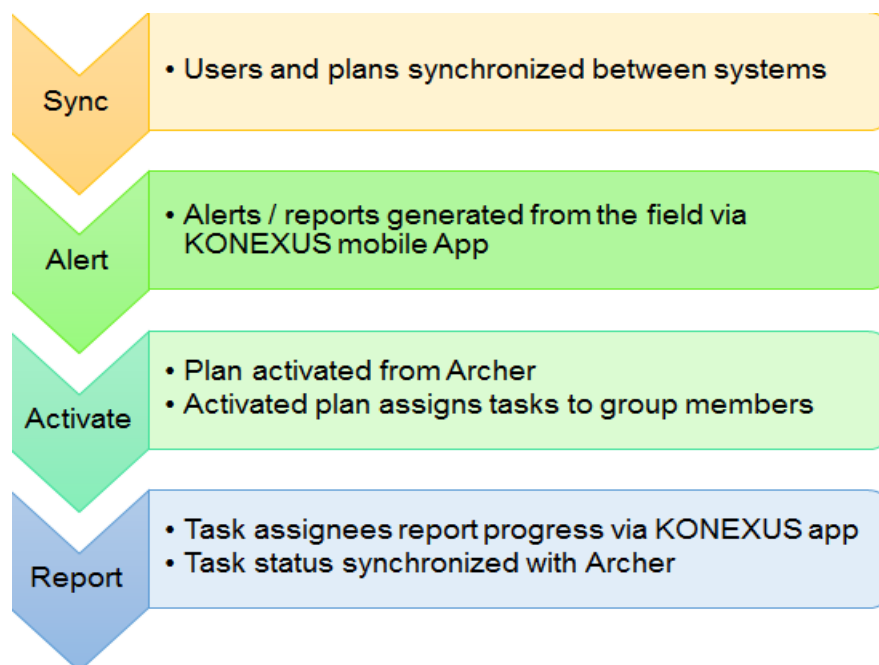 Sync
• Users and plans synchronized between systems
Alert
• Alerts / reports generated from the field via
KONEXUS mobile App
Activate
• Plan activated from Archer
• Activated plan assigns tasks to group members
Report
• Task assignees report progress via KONEXUS app
• Task status synchronized with Archer